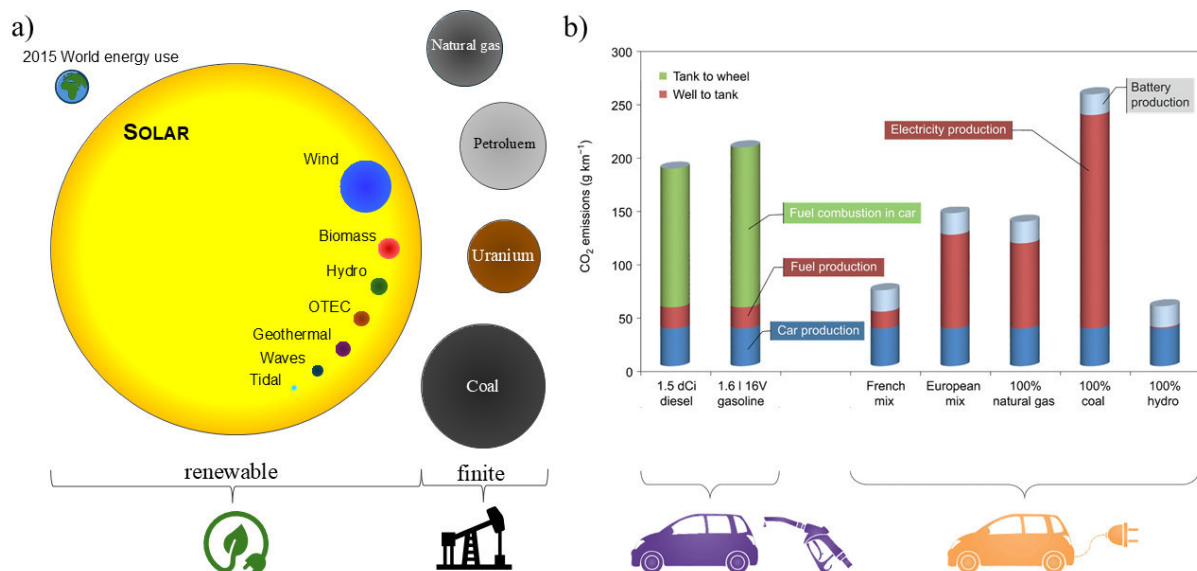 a)
2015 World energy use
SOLAR
Wind
Biomass
Hydro
OTEC
Geothermal
Waves
Tidal
Natural gas
Petroluem
Uranium
Coal
renewable
finite
b)
300
250
200
150
100
50
0
CO₂ emissions (g km⁻¹)
Tank to wheel
Well to tank
Battery
production
Electricity production
Fuel combustion in car
Fuel production
Car production
1.5 dCi
diesel
1.6 l 16V
gasoline
French
mix
European
mix
100%
natural gas
100%
coal
100%
hydro